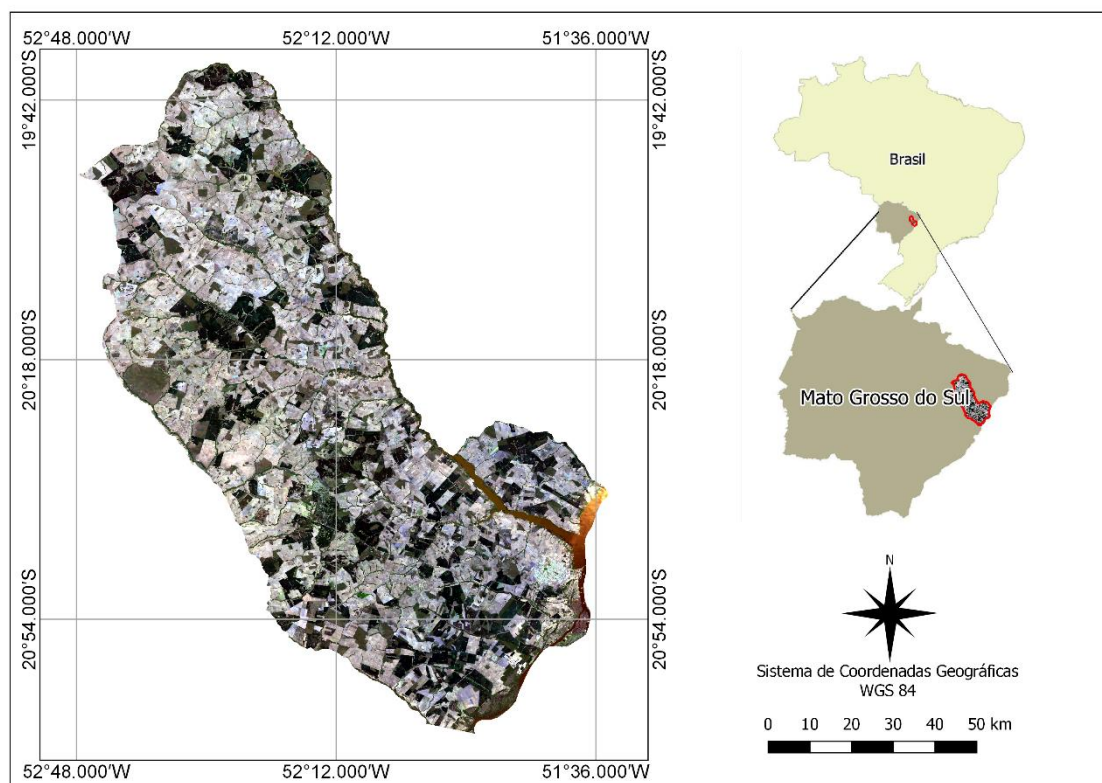 52°48.000'W 52°12.000'W 51°36.000'W
19°42.000'S
20°18.000'S
20°54.000'S
19°42.000'S
20°18.000'S
20°54.000'S
52°48.000'W 52°12.000'W 51°36.000'W
Brasil
Mato Grosso do Sul
N
Sistema de Coordenadas Geográficas
WGS 84
0 10 20 30 40 50 km